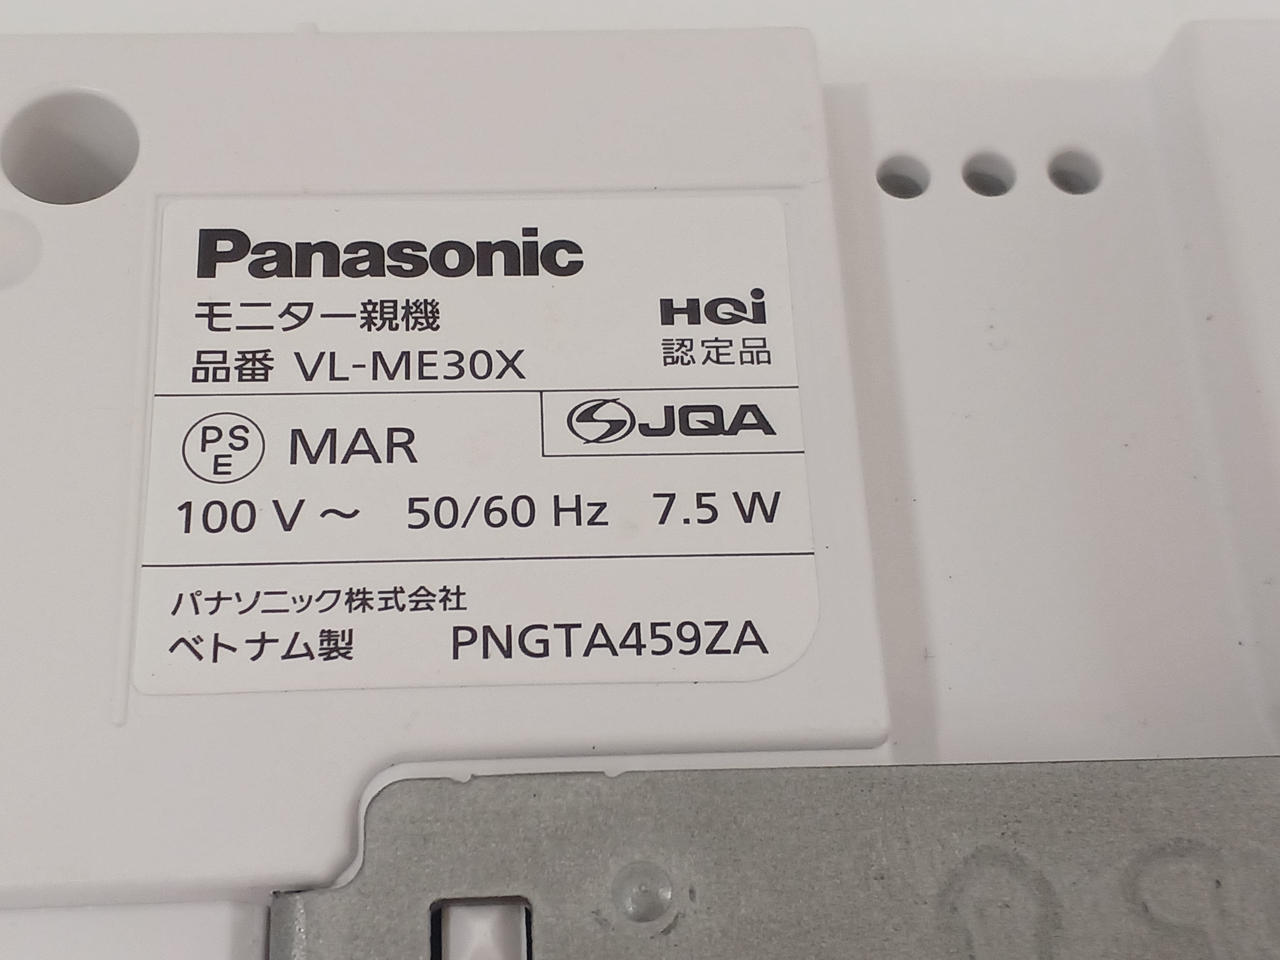 Panasonic
モニター親機
HQi
品番 VL-ME30X
認定品
PSE MAR
JQA
100 V ～ 50/60 Hz 7.5 W
パナソニック株式会社
ベトナム製 PNGTA459ZA